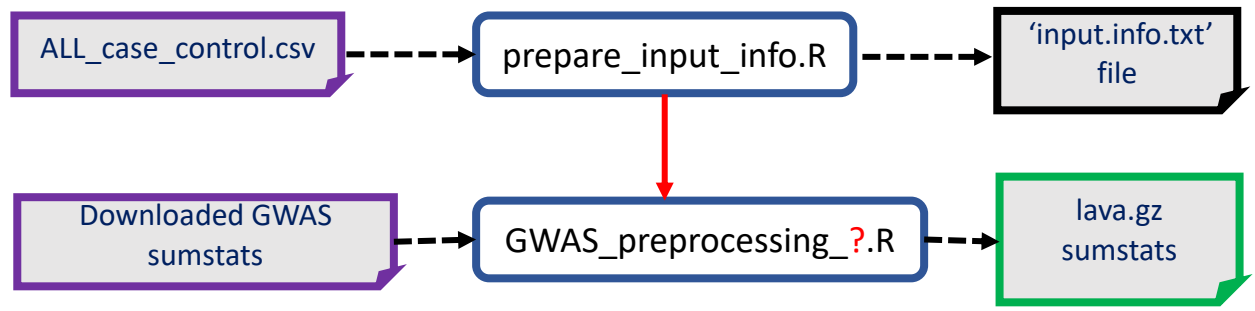 ALL_case_control.csv
prepare_input_info.R
‘input.info.txt’
file
Downloaded GWAS
sumstats
GWAS_preprocessing_?.R
lava.gz
sumstats